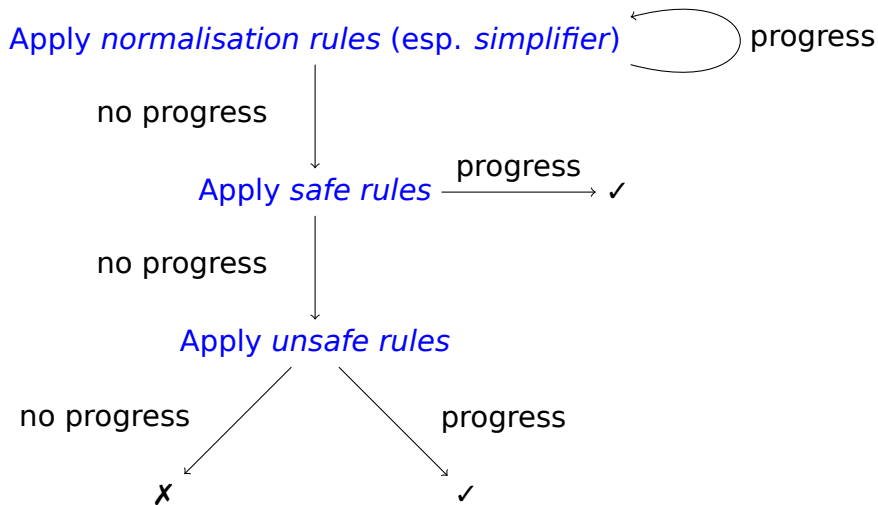 Apply normalisation rules (esp. simplifier)
progress
no progress
progress
Apply safe rules
✓
no progress
Apply unsafe rules
no progress
progress
✗
✓